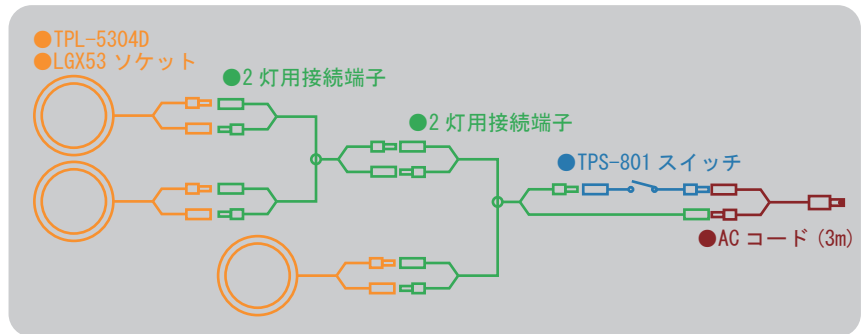 ●TPL-5304D
●LGX53 ソケット
●2 灯用接続端子
●2 灯用接続端子
●TPS-801 スイッチ
●AC コード (3m)